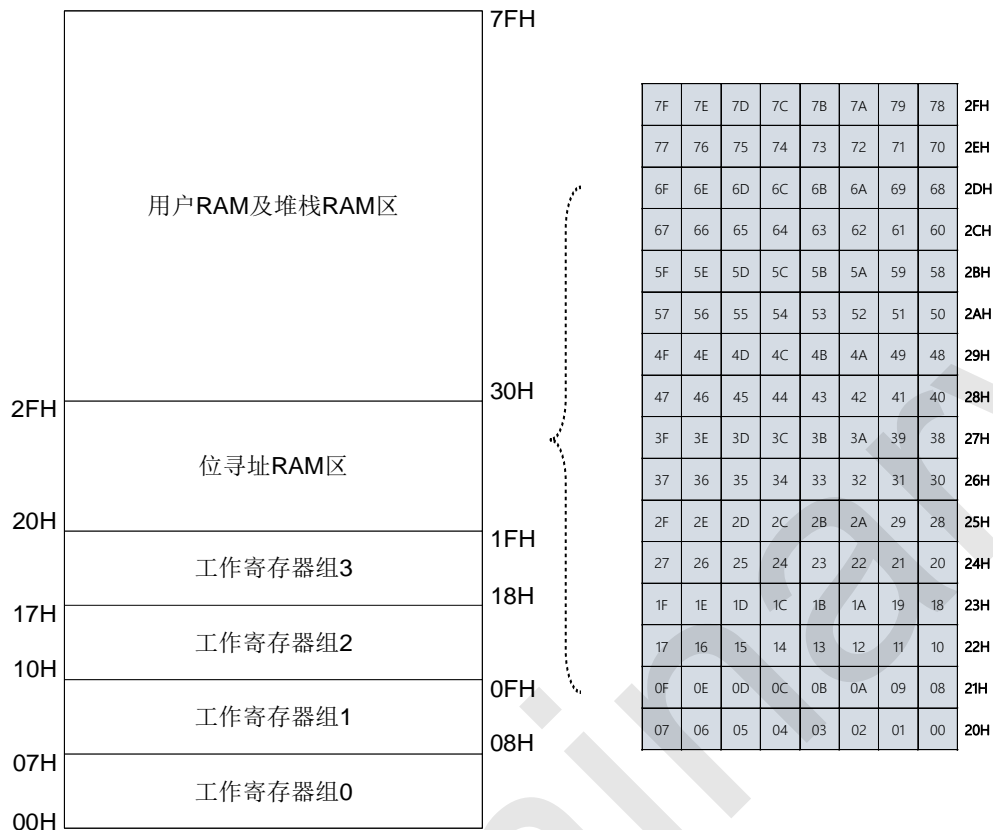 7FH
用户RAM及堆栈RAM区
30H
2FH
位寻址RAM区
20H
1FH
工作寄存器组3
18H
17H
工作寄存器组2
10H
0FH
工作寄存器组1
08H
07H
工作寄存器组0
00H
7F 7E 7D 7C 7B 7A 79 78 2FH
77 76 75 74 73 72 71 70 2EH
6F 6E 6D 6C 6B 6A 69 68 2DH
67 66 65 64 63 62 61 60 2CH
5F 5E 5D 5C 5B 5A 59 58 2BH
57 56 55 54 53 52 51 50 2AH
4F 4E 4D 4C 4B 4A 49 48 29H
47 46 45 44 43 42 41 40 28H
3F 3E 3D 3C 3B 3A 39 38 27H
37 36 35 34 33 32 31 30 26H
2F 2E 2D 2C 2B 2A 29 28 25H
27 26 25 24 23 22 21 20 24H
1F 1E 1D 1C 1B 1A 19 18 23H
17 16 15 14 13 12 11 10 22H
0F 0E 0D 0C 0B 0A 09 08 21H
07 06 05 04 03 02 01 00 20H